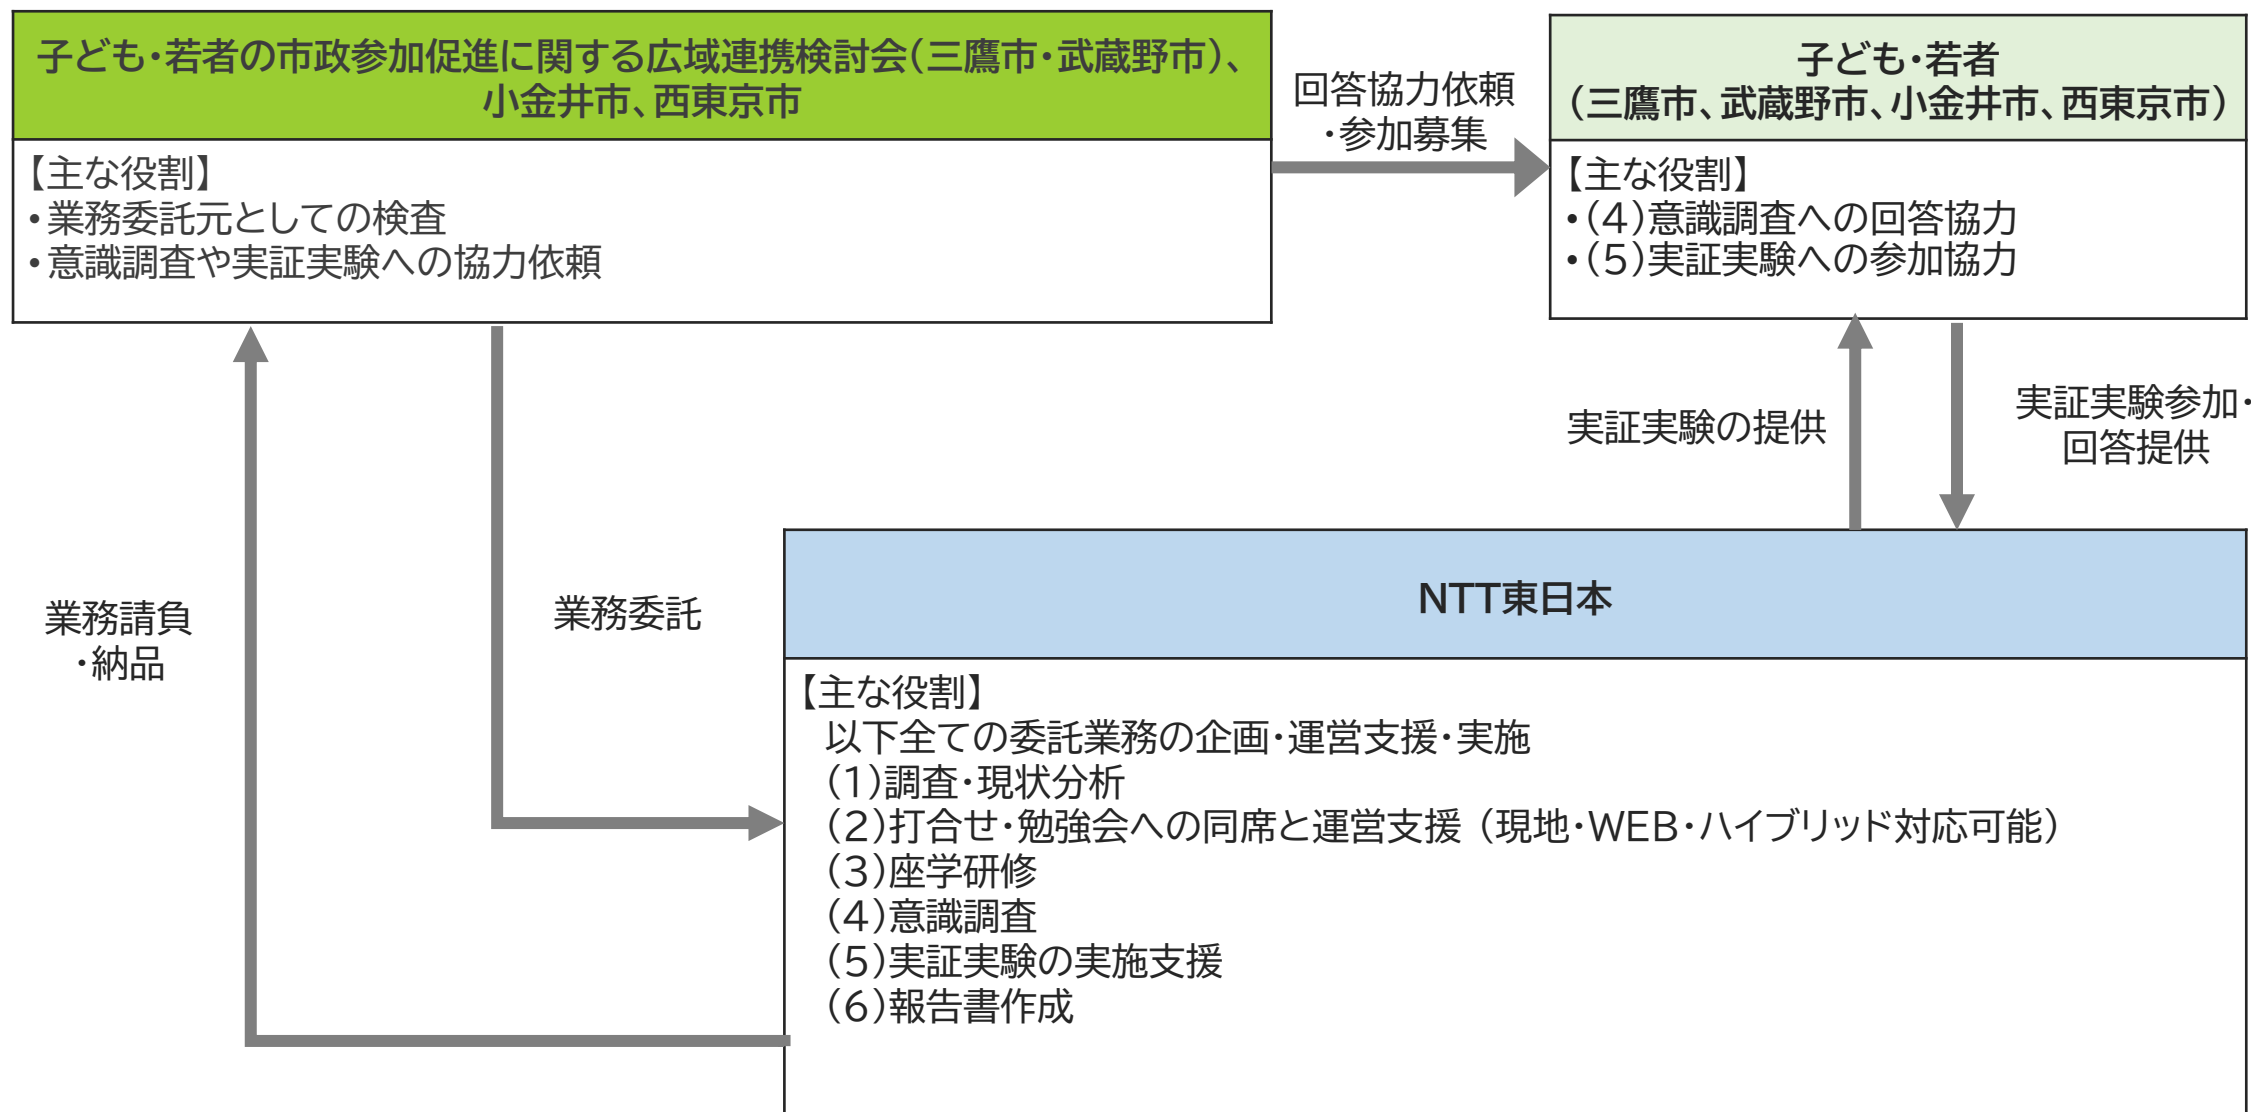 子ども・若者の市政参加促進に関する広域連携検討会(三鷹市・武蔵野市)、
小金井市、西東京市
【主な役割】
・業務委託元としての検査
・意識調査や実証実験への協力依頼
回答協力依頼
・参加募集
子ども・若者
(三鷹市、武蔵野市、小金井市、西東京市)
【主な役割】
・(4)意識調査への回答協力
・(5)実証実験への参加協力
実証実験の提供
実証実験参加・
回答提供
業務請負
・納品
業務委託
NTT東日本
【主な役割】
以下全ての委託業務の企画・運営支援・実施
(1)調査・現状分析
(2)打合せ・勉強会への同席と運営支援(現地・WEB・ハイブリッド対応可能)
(3)座学研修
(4)意識調査
(5)実証実験の実施支援
(6)報告書作成